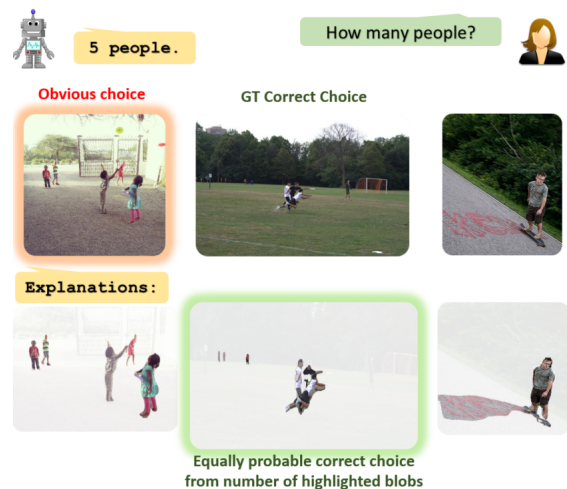 How many people?
5 people.
Obvious choice
GT Correct Choice
Explanations:
Equally probable correct choice
from number of highlighted blobs